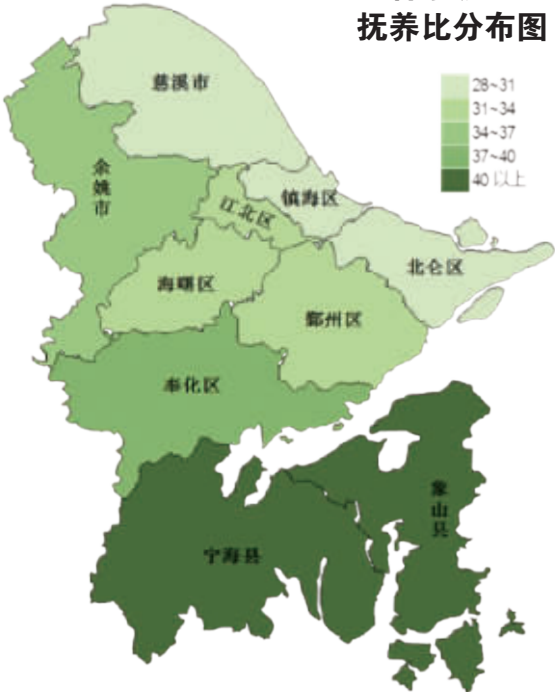 抚养比分布图
28~31
31~34
34~37
37~40
40 以上
慈溪市
余姚市
镇海区
江北区
北仑区
海曙区
鄞州区
奉化区
象山县
宁海县